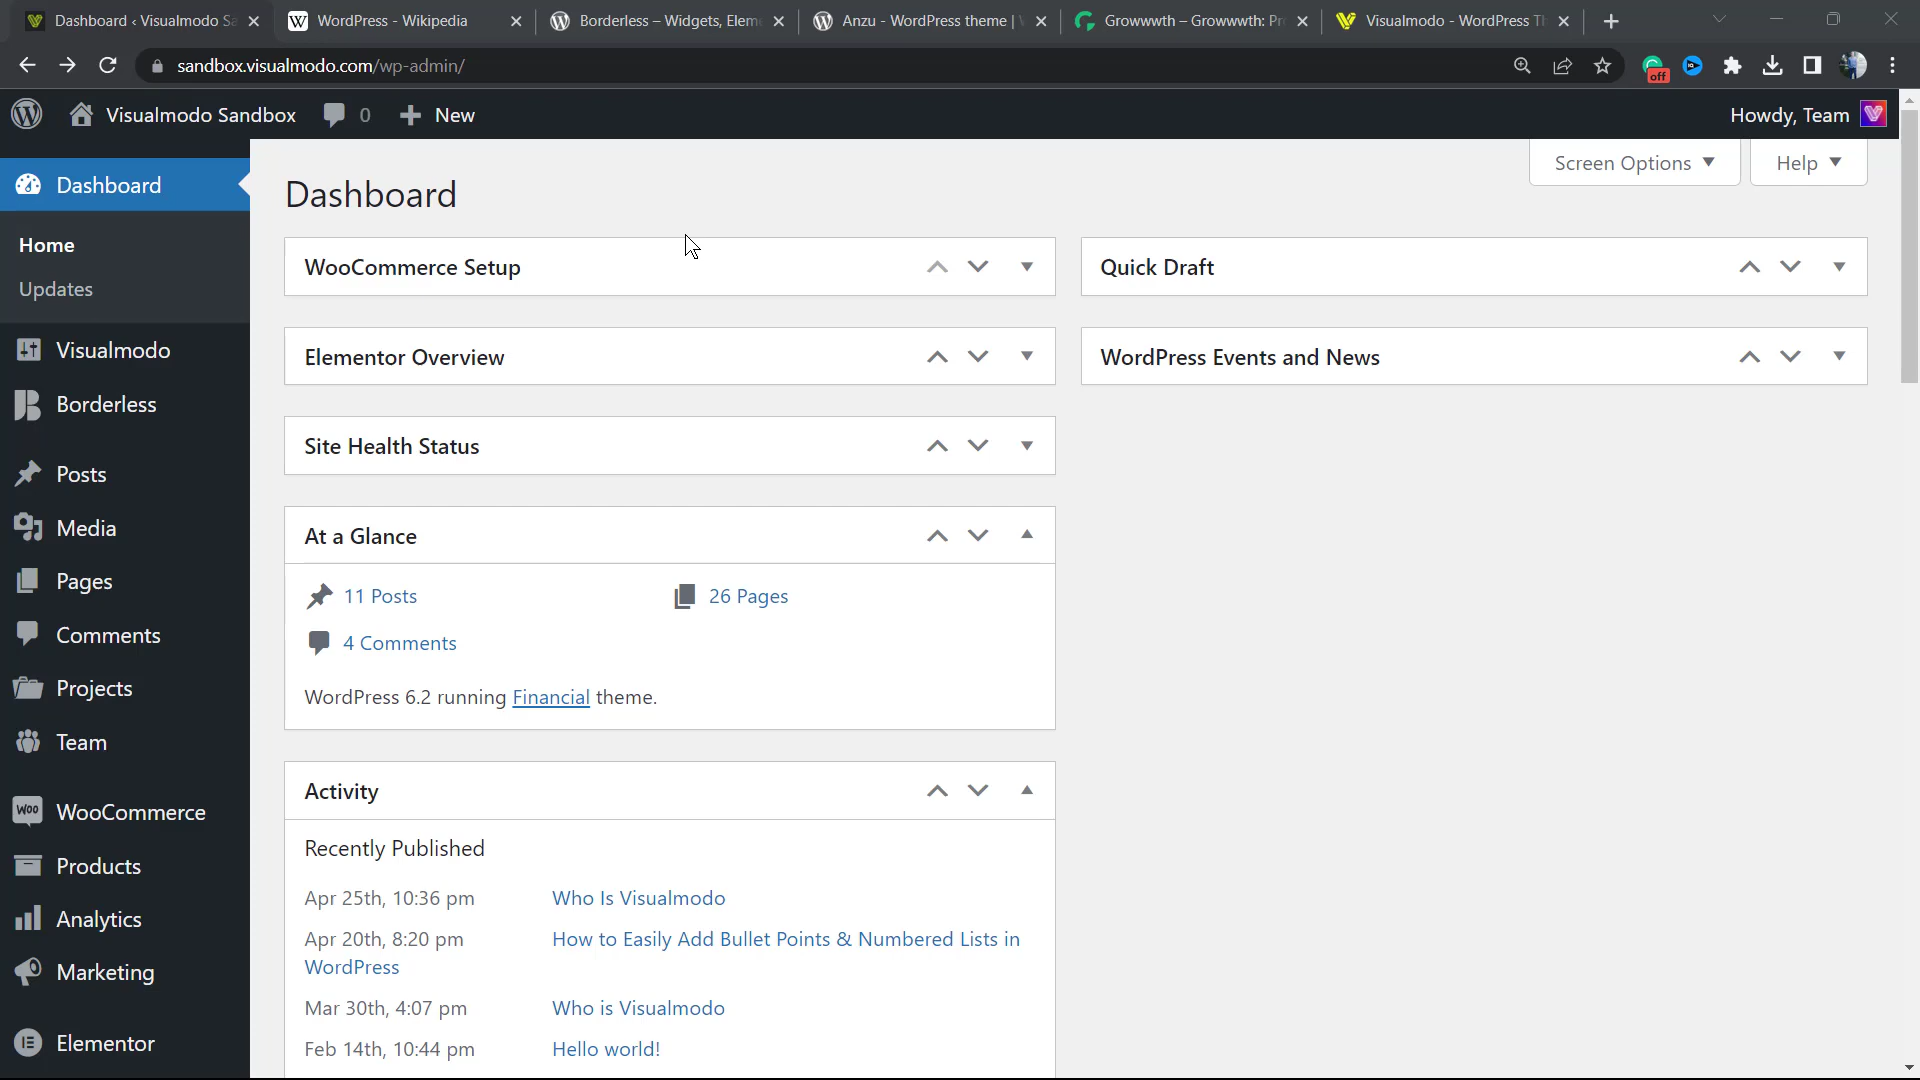 Dashboard ‹ Visualmodo Sa
WordPress - Wikipedia
Borderless – Widgets, Elem
Anzu - WordPress theme |
Growwwth – Growwwth: Pr
Visualmodo - WordPress Th
sandbox.visualmodo.com/wp-admin/
off
Visualmodo Sandbox
0
New
Howdy, Team
Screen Options
Help
Dashboard
Home
Updates
Visualmodo
Borderless
Posts
Media
Pages
Comments
Projects
Team
WooCommerce
Products
Analytics
Marketing
Elementor
Dashboard
WooCommerce Setup
Elementor Overview
Site Health Status
At a Glance
11 Posts
26 Pages
4 Comments
WordPress 6.2 running Financial theme.
Activity
Recently Published
Apr 25th, 10:36 pm Who Is Visualmodo
Apr 20th, 8:20 pm How to Easily Add Bullet Points & Numbered Lists in
WordPress
Mar 30th, 4:07 pm Who is Visualmodo
Feb 14th, 10:44 pm Hello world!
Quick Draft
WordPress Events and News